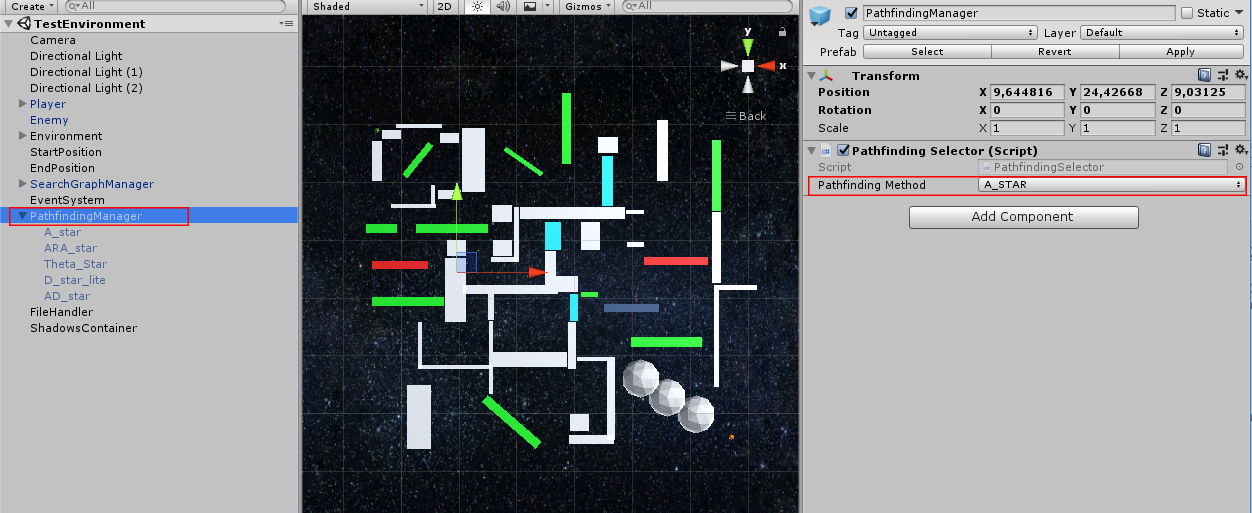 Create
All
TestEnvironment
Camera
Directional Light
Directional Light (1)
Directional Light (2)
Player
Enemy
Environment
StartPosition
EndPosition
SearchGraphManager
EventSystem
PathfindingManager
A_star
ARA_star
Theta_Star
D_star_lite
AD_star
FileHandler
ShadowsContainer
Shaded 2D Gizmos All
y
x
Back
PathfindingManager Static
Tag Untagged Layer Default
Prefab Select Revert Apply
Transform
Position X 9,644816 Y 24,42668 Z 9,03125
Rotation X 0 Y 0 Z 0
Scale X 1 Y 1 Z 1
c# Pathfinding Selector (Script)
Script PathfindingSelector
Pathfinding Method A_STAR
Add Component